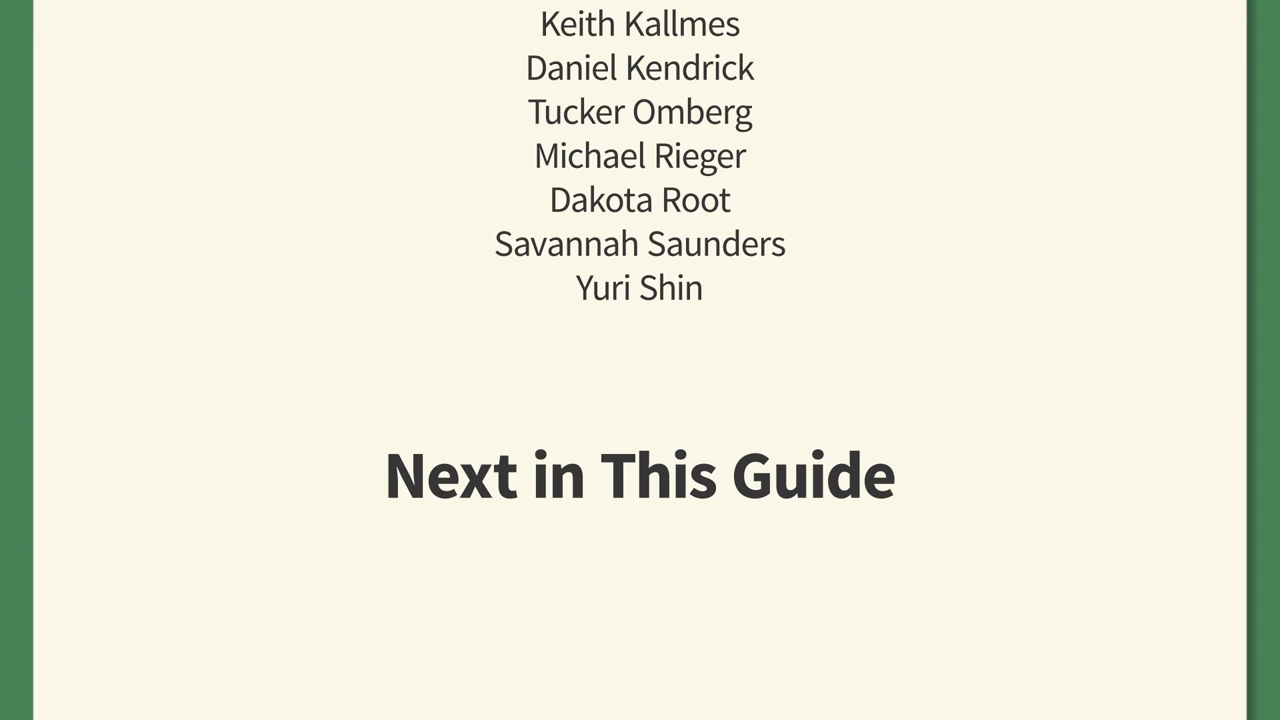 Keith Kallmes
Daniel Kendrick
Tucker Omberg
Michael Rieger
Dakota Root
Savannah Saunders
Yuri Shin
Next in This Guide